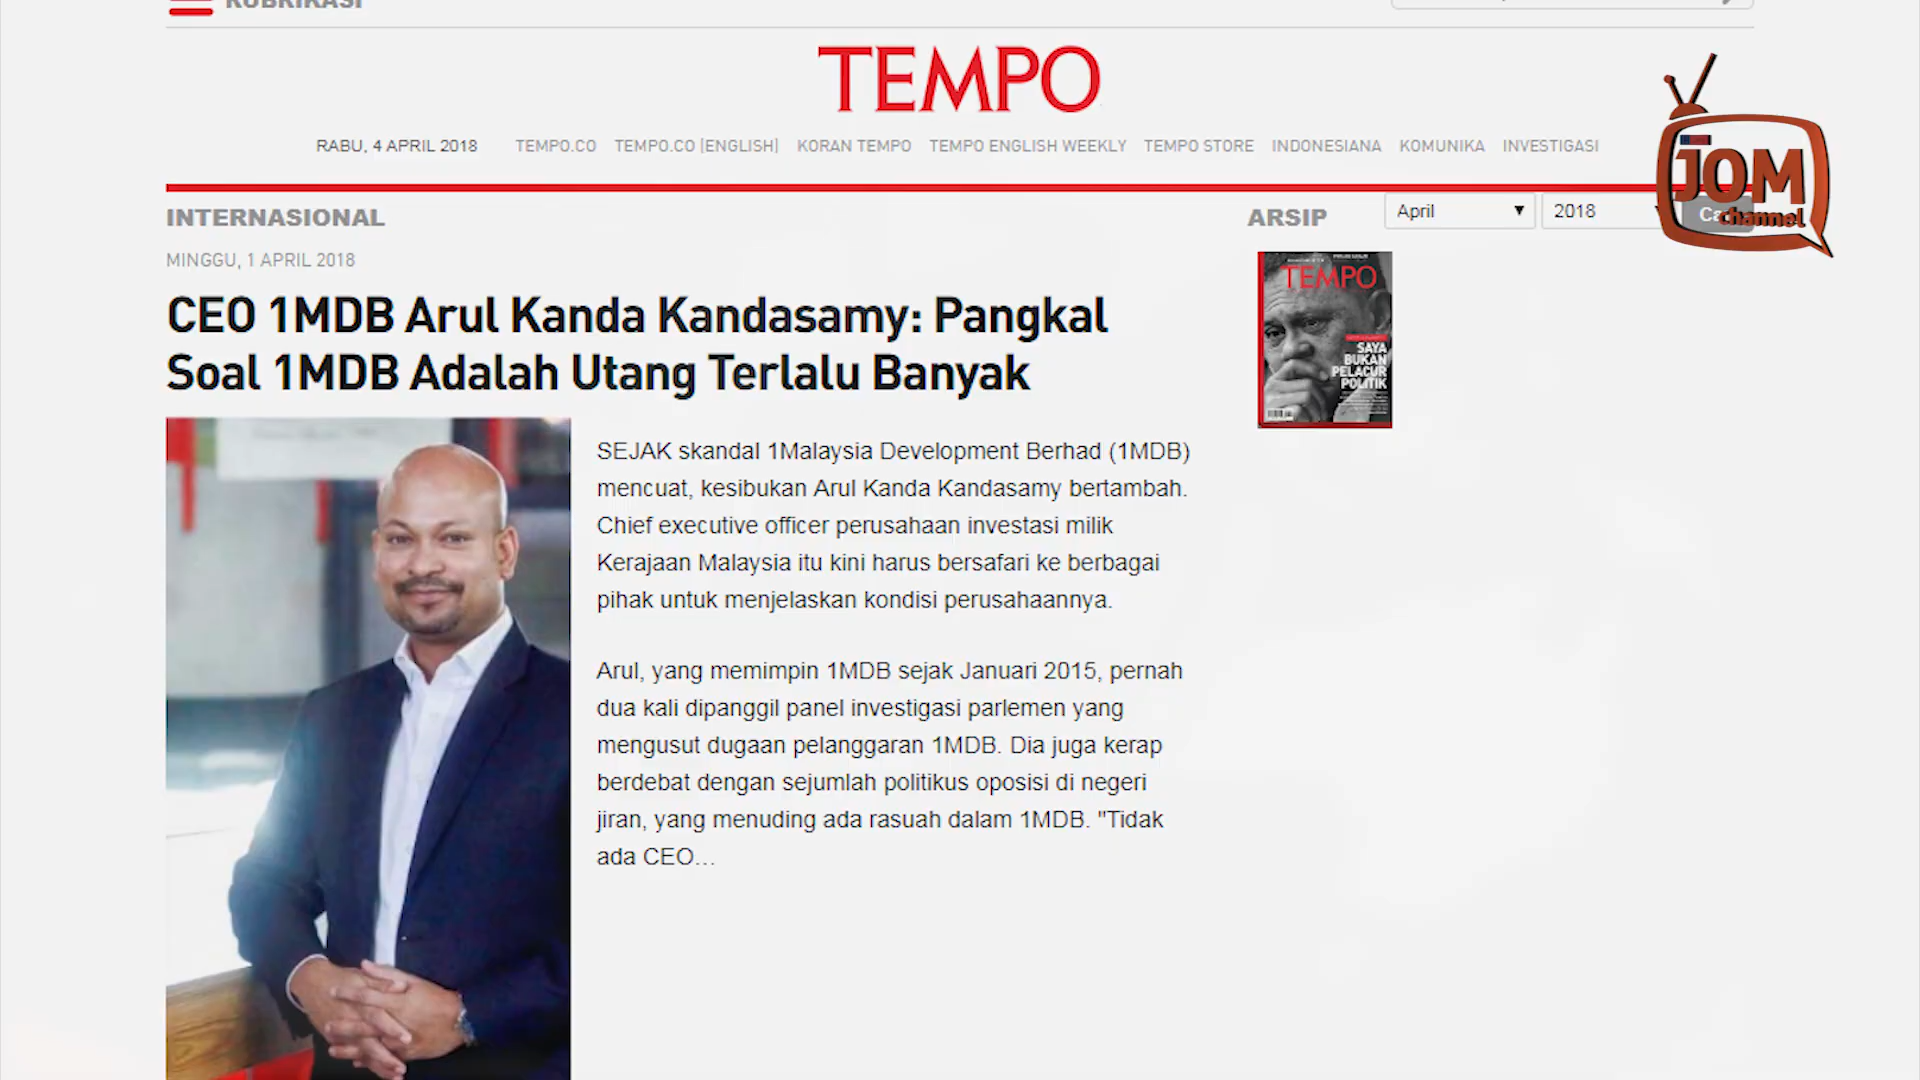 RUBRIKASI
TEMPO
RABU, 4 APRIL 2018 TEMPO.CO TEMPO.CO [ENGLISH] KORAN TEMPO TEMPO ENGLISH WEEKLY TEMPO STORE INDONESIANA KOMUNIKA INVESTIGASI
JOM
channel
INTERNASIONAL
MINGGU, 1 APRIL 2018
CEO 1MDB Arul Kanda Kandasamy: Pangkal
Soal 1MDB Adalah Utang Terlalu Banyak
SEJAK skandal 1Malaysia Development Berhad (1MDB)
mencuat, kesibukan Arul Kanda Kandasamy bertambah.
Chief executive officer perusahaan investasi milik
Kerajaan Malaysia itu kini harus bersafari ke berbagai
pihak untuk menjelaskan kondisi perusahaannya.
Arul, yang memimpin 1MDB sejak Januari 2015, pernah
dua kali dipanggil panel investigasi parlemen yang
mengusut dugaan pelanggaran 1MDB. Dia juga kerap
berdebat dengan sejumlah politikus oposisi di negeri
jiran, yang menuding ada rasuah dalam 1MDB. "Tidak
ada CEO...
ARSIP April 2018
TEMPO
SAYA
BUKAN
PELACUR
POLITIK